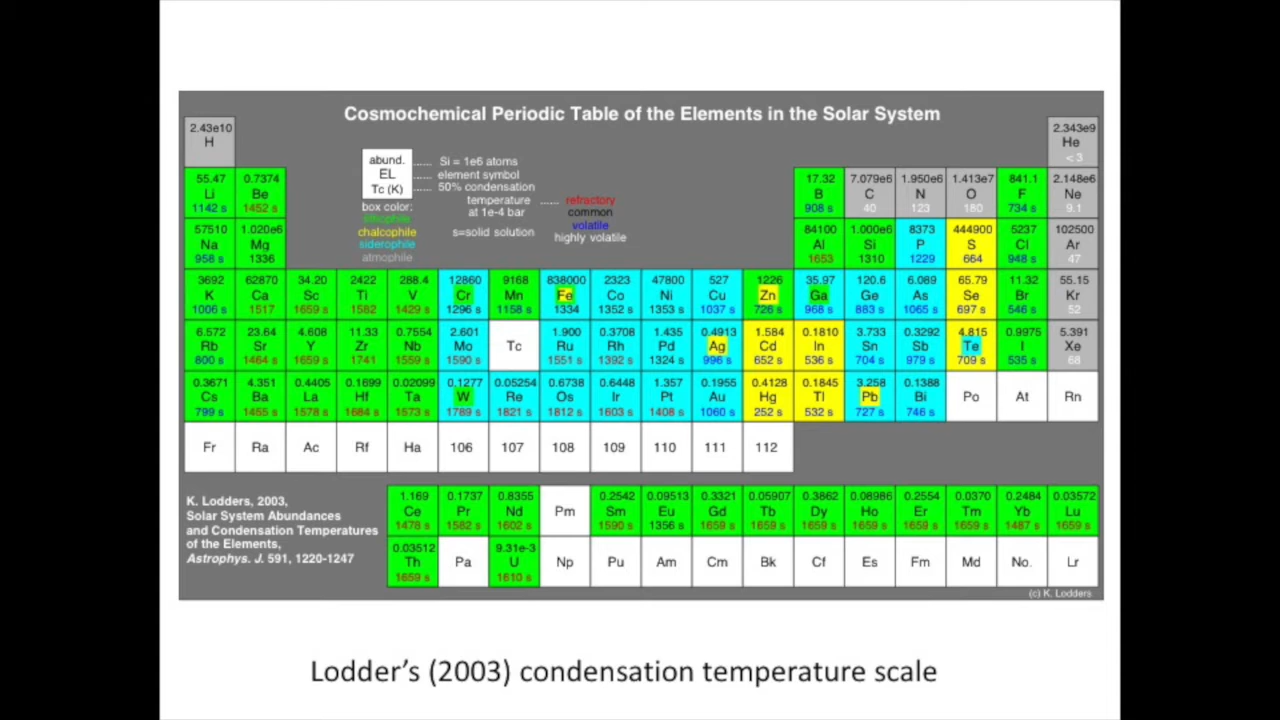 Cosmochemical Periodic Table of the Elements in the Solar System
2.43e10 2.343e9
H He
< 3
abund. ...... Si = 1e6 atoms
EL ...... element symbol
Tc (K) ...... 50% condensation
temperature ...... refractory
at 1e-4 bar common
volatile
highly volatile
box color:
lithophile
chalcophile s=solid solution
siderophile
atmophile
55.47 0.7374 17.32 7.079e6 1.950e6 1.413e7 841.1 2.148e6
Li Be B C N O F Ne
1142 s 1452 s 908 s 40 123 180 734 s 9.1
57510 1.020e6 84100 1.000e6 8373 444900 5237 102500
Na Mg Al Si P S Cl Ar
958 s 1336 1653 1310 1229 664 948 s 47
3692 62870 34.20 2422 288.4 12860 9168 838000 2323 47800 527 1226 35.97 120.6 6.089 65.79 11.32 55.15
K Ca Sc Ti V Cr Mn Fe Co Ni Cu Zn Ga Ge As Se Br Kr
1006 s 1517 1659 s 1582 1429 s 1296 s 1158 s 1334 1352 s 1353 s 1037 s 726 s 968 s 883 s 1065 s 697 s 546 s 52
6.572 23.64 4.608 11.33 0.7554 2.601 1.900 0.3708 1.435 0.4913 1.584 0.1810 3.733 0.3292 4.815 0.9975 5.391
Rb Sr Y Zr Nb Mo Tc Ru Rh Pd Ag Cd In Sn Sb Te I Xe
800 s 1464 s 1659 s 1741 1559 s 1590 s 1551 s 1392 s 1324 s 996 s 652 s 536 s 704 s 979 s 709 s 535 s 68
0.3671 4.351 0.4405 0.1699 0.02099 0.1277 0.05254 0.6738 0.6448 1.357 0.1955 0.4128 0.1845 3.258 0.1388
Cs Ba La Hf Ta W Re Os Ir Pt Au Hg Tl Pb Bi Po At Rn
799 s 1455 s 1578 s 1684 s 1573 s 1789 s 1821 s 1812 s 1603 s 1408 s 1060 s 252 s 532 s 727 s 746 s
Fr Ra Ac Rf Ha 106 107 108 109 110 111 112
K. Lodders, 2003,
Solar System Abundances
and Condensation Temperatures
of the Elements,
Astrophys. J. 591, 1220-1247
1.169 0.1737 0.8355 0.2542 0.09513 0.3321 0.05907 0.3862 0.08986 0.2554 0.0370 0.2484 0.03572
Ce Pr Nd Pm Sm Eu Gd Tb Dy Ho Er Tm Yb Lu
1478 s 1582 s 1602 s 1590 s 1356 s 1659 s 1659 s 1659 s 1659 s 1659 s 1659 s 1487 s 1659 s
0.03512 9.31e-3
Th Pa U Np Pu Am Cm Bk Cf Es Fm Md No. Lr
1659 s 1610 s
(c) K. Lodders
Lodder’s (2003) condensation temperature scale